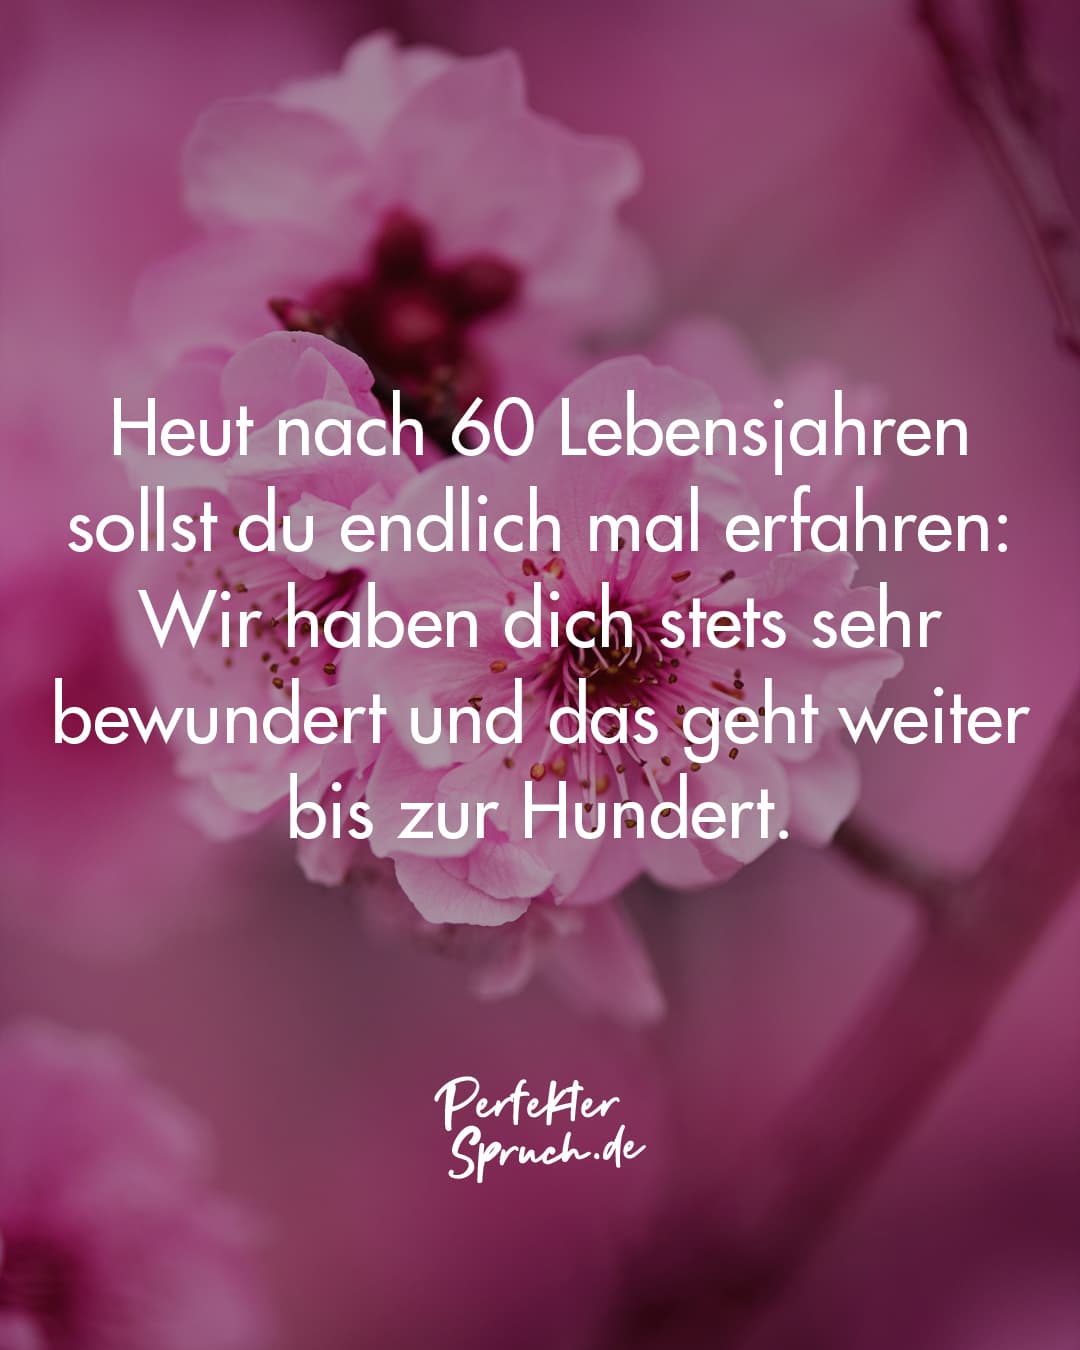 Heut nach 60 Lebensjahren
sollst du endlich mal erfahren:
Wir haben dich stets sehr
bewundert und das geht weiter
bis zur Hundert.
Perfekter
Spruch.de